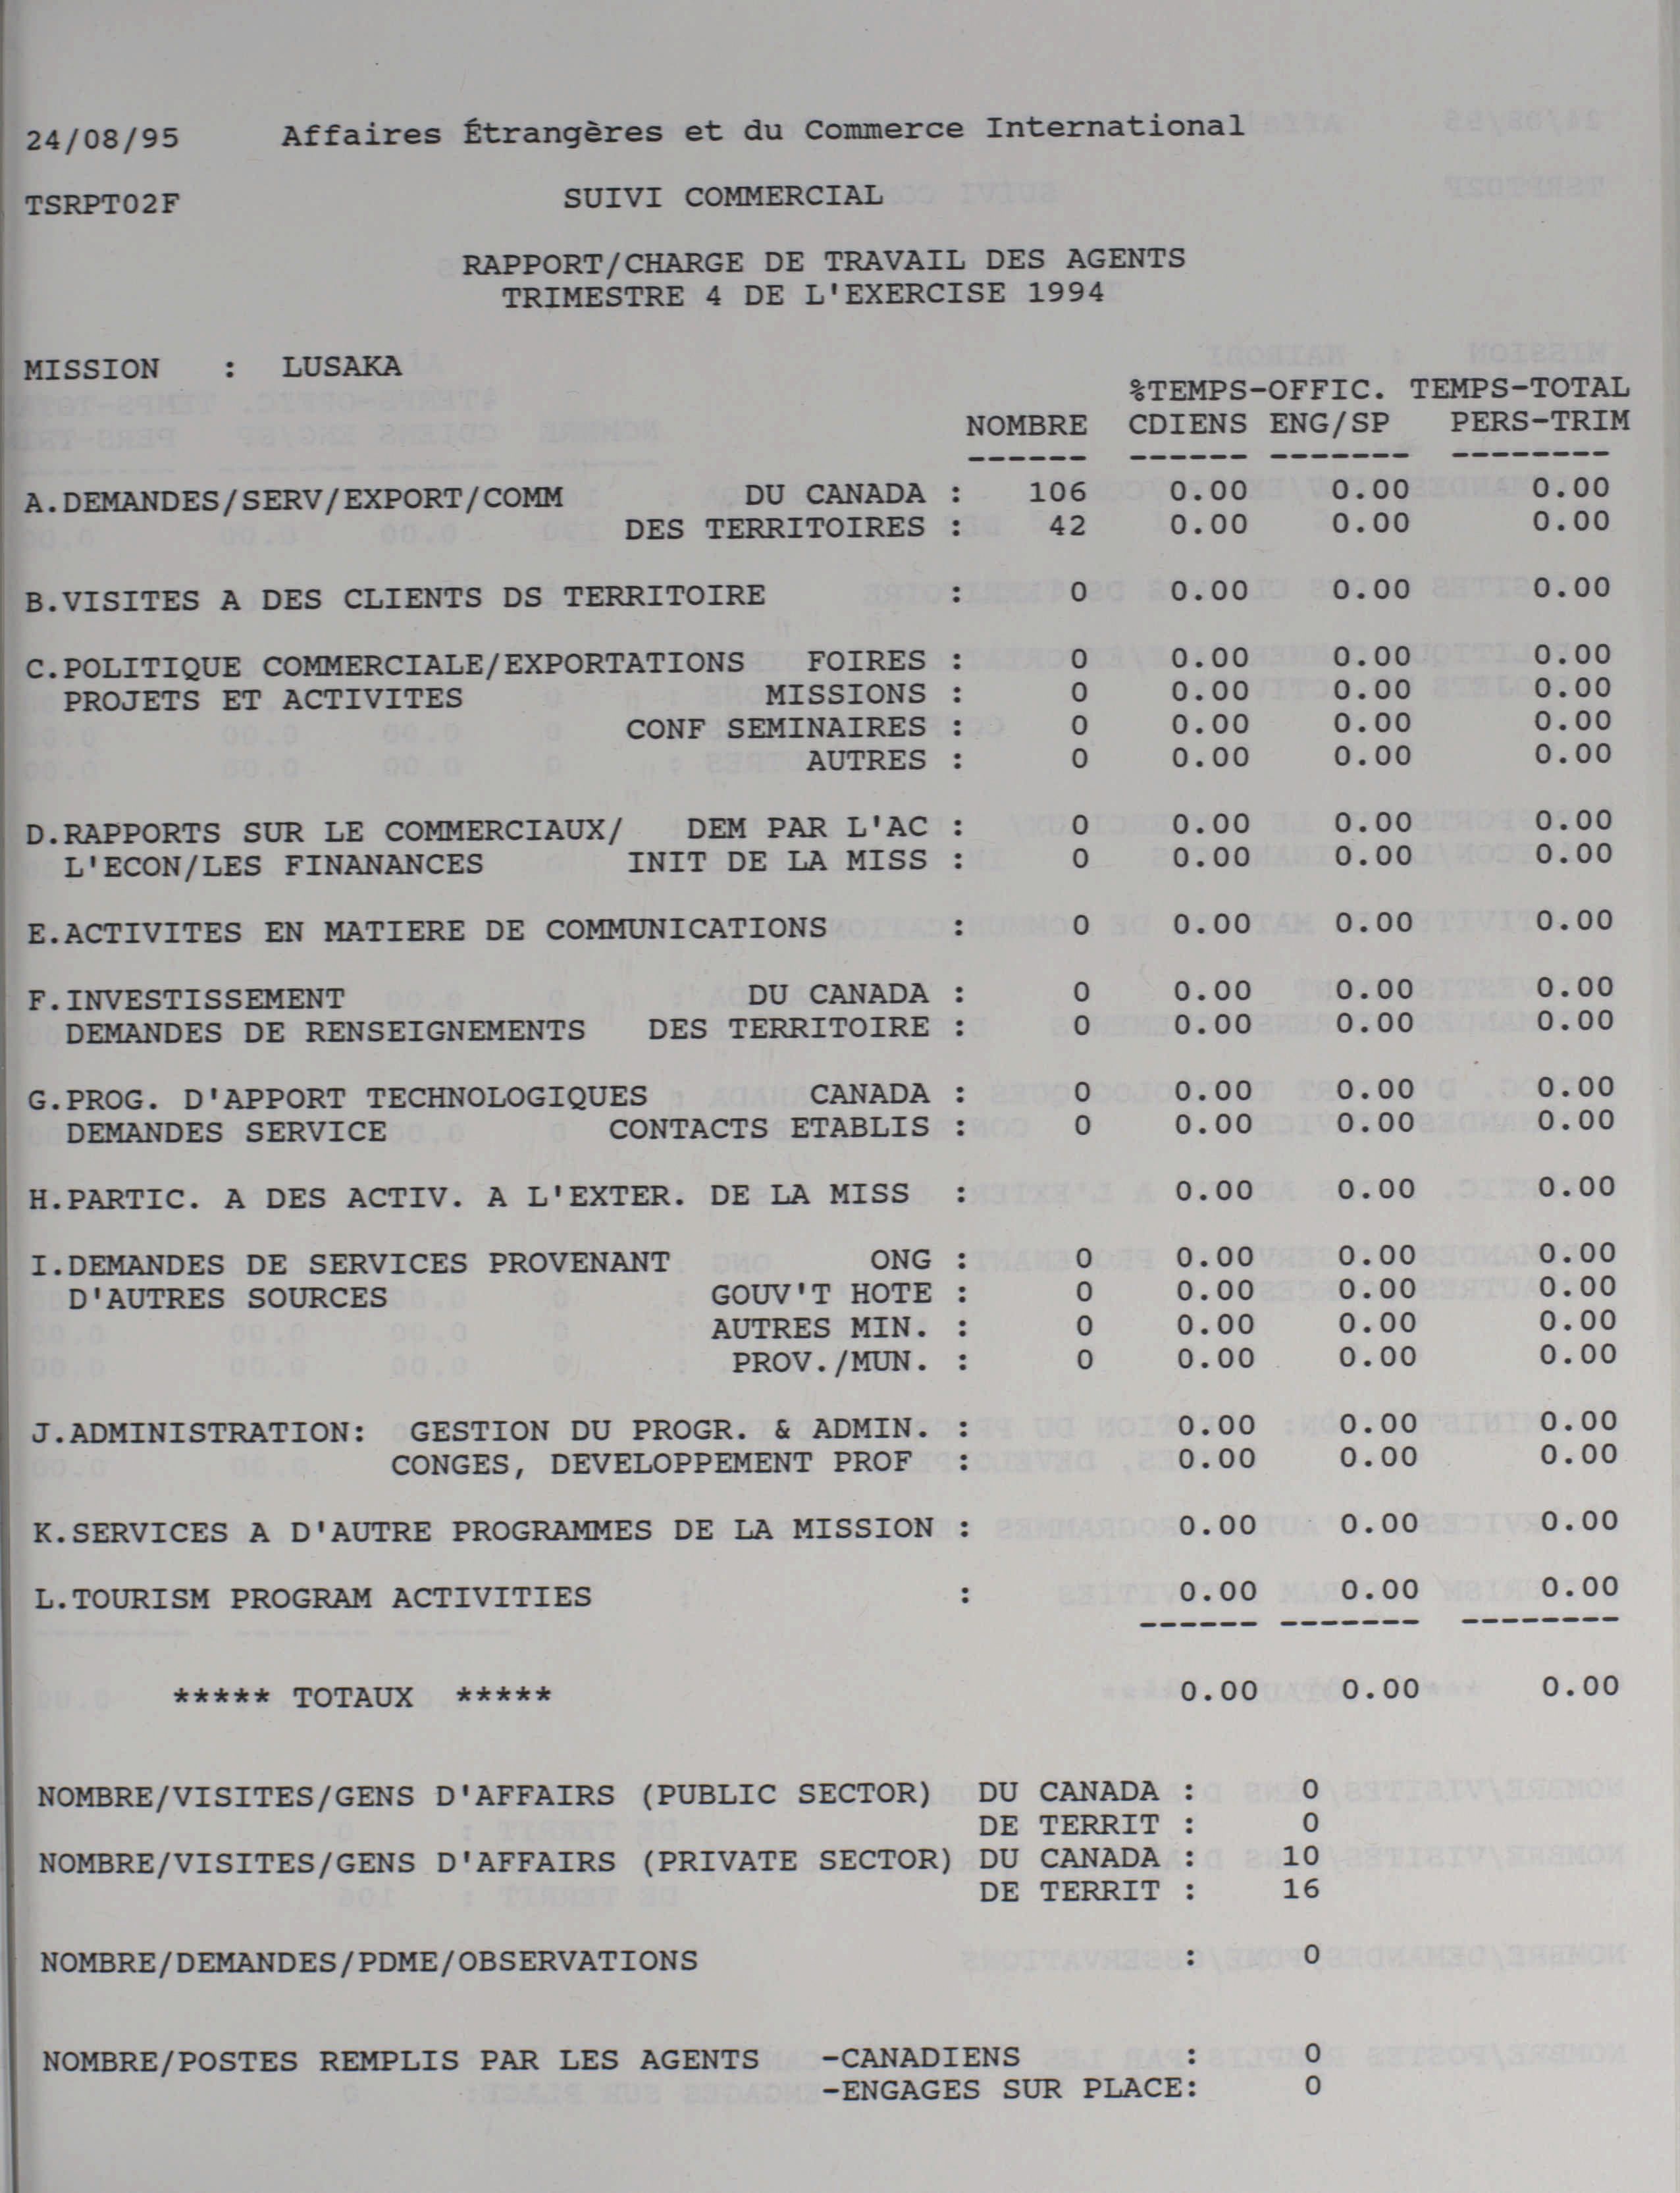 24/08/95 Affaires Étrangères et du Commerce International
TSRPT02F SUIVI COMMERCIAL
RAPPORT/CHARGE DE TRAVAIL DES AGENTS
TRIMESTRE 4 DE L'EXERCISE 1994
MISSION : LUSAKA
%TEMPS-OFFIC. TEMPS-TOTAL
NOMBRE CDIENS ENG/SP PERS-TRIM
------ ------ ------- --------
A.DEMANDES/SERV/EXPORT/COMM DU CANADA : 106 0.00 0.00 0.00
DES TERRITOIRES : 42 0.00 0.00 0.00
B.VISITES A DES CLIENTS DS TERRITOIRE : 0 0.00 0.00 0.00
C.POLITIQUE COMMERCIALE/EXPORTATIONS FOIRES : 0 0.00 0.00 0.00
PROJETS ET ACTIVITES MISSIONS : 0 0.00 0.00 0.00
CONF SEMINAIRES : 0 0.00 0.00 0.00
AUTRES : 0 0.00 0.00 0.00
D.RAPPORTS SUR LE COMMERCIAUX/ DEM PAR L'AC : 0 0.00 0.00 0.00
L'ECON/LES FINANANCES INIT DE LA MISS : 0 0.00 0.00 0.00
E.ACTIVITES EN MATIERE DE COMMUNICATIONS : 0 0.00 0.00 0.00
F.INVESTISSEMENT DU CANADA : 0 0.00 0.00 0.00
DEMANDES DE RENSEIGNEMENTS DES TERRITOIRE : 0 0.00 0.00 0.00
G.PROG. D'APPORT TECHNOLOGIQUES CANADA : 0 0.00 0.00 0.00
DEMANDES SERVICE CONTACTS ETABLIS : 0 0.00 0.00 0.00
H.PARTIC. A DES ACTIV. A L'EXTER. DE LA MISS : 0.00 0.00 0.00
I.DEMANDES DE SERVICES PROVENANT ONG : 0 0.00 0.00 0.00
D'AUTRES SOURCES GOUV'T HOTE : 0 0.00 0.00 0.00
AUTRES MIN. : 0 0.00 0.00 0.00
PROV./MUN. : 0 0.00 0.00 0.00
J.ADMINISTRATION: GESTION DU PROGR. & ADMIN. : 0.00 0.00 0.00
CONGES, DEVELOPPEMENT PROF : 0.00 0.00 0.00
K.SERVICES A D'AUTRE PROGRAMMES DE LA MISSION : 0.00 0.00 0.00
L.TOURISM PROGRAM ACTIVITIES : 0.00 0.00 0.00
------ ------- --------
***** TOTAUX ***** 0.00 0.00 0.00
NOMBRE/VISITES/GENS D'AFFAIRS (PUBLIC SECTOR) DU CANADA : 0
DE TERRIT : 0
NOMBRE/VISITES/GENS D'AFFAIRS (PRIVATE SECTOR) DU CANADA : 10
DE TERRIT : 16
NOMBRE/DEMANDES/PDME/OBSERVATIONS : 0
NOMBRE/POSTES REMPLIS PAR LES AGENTS -CANADIENS : 0
-ENGAGES SUR PLACE: 0